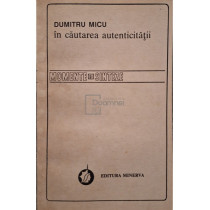 DUMITRU MICU
în căutarea autenticității
MOMENTE ȘI SINTEZE
EDITURA MINERVA